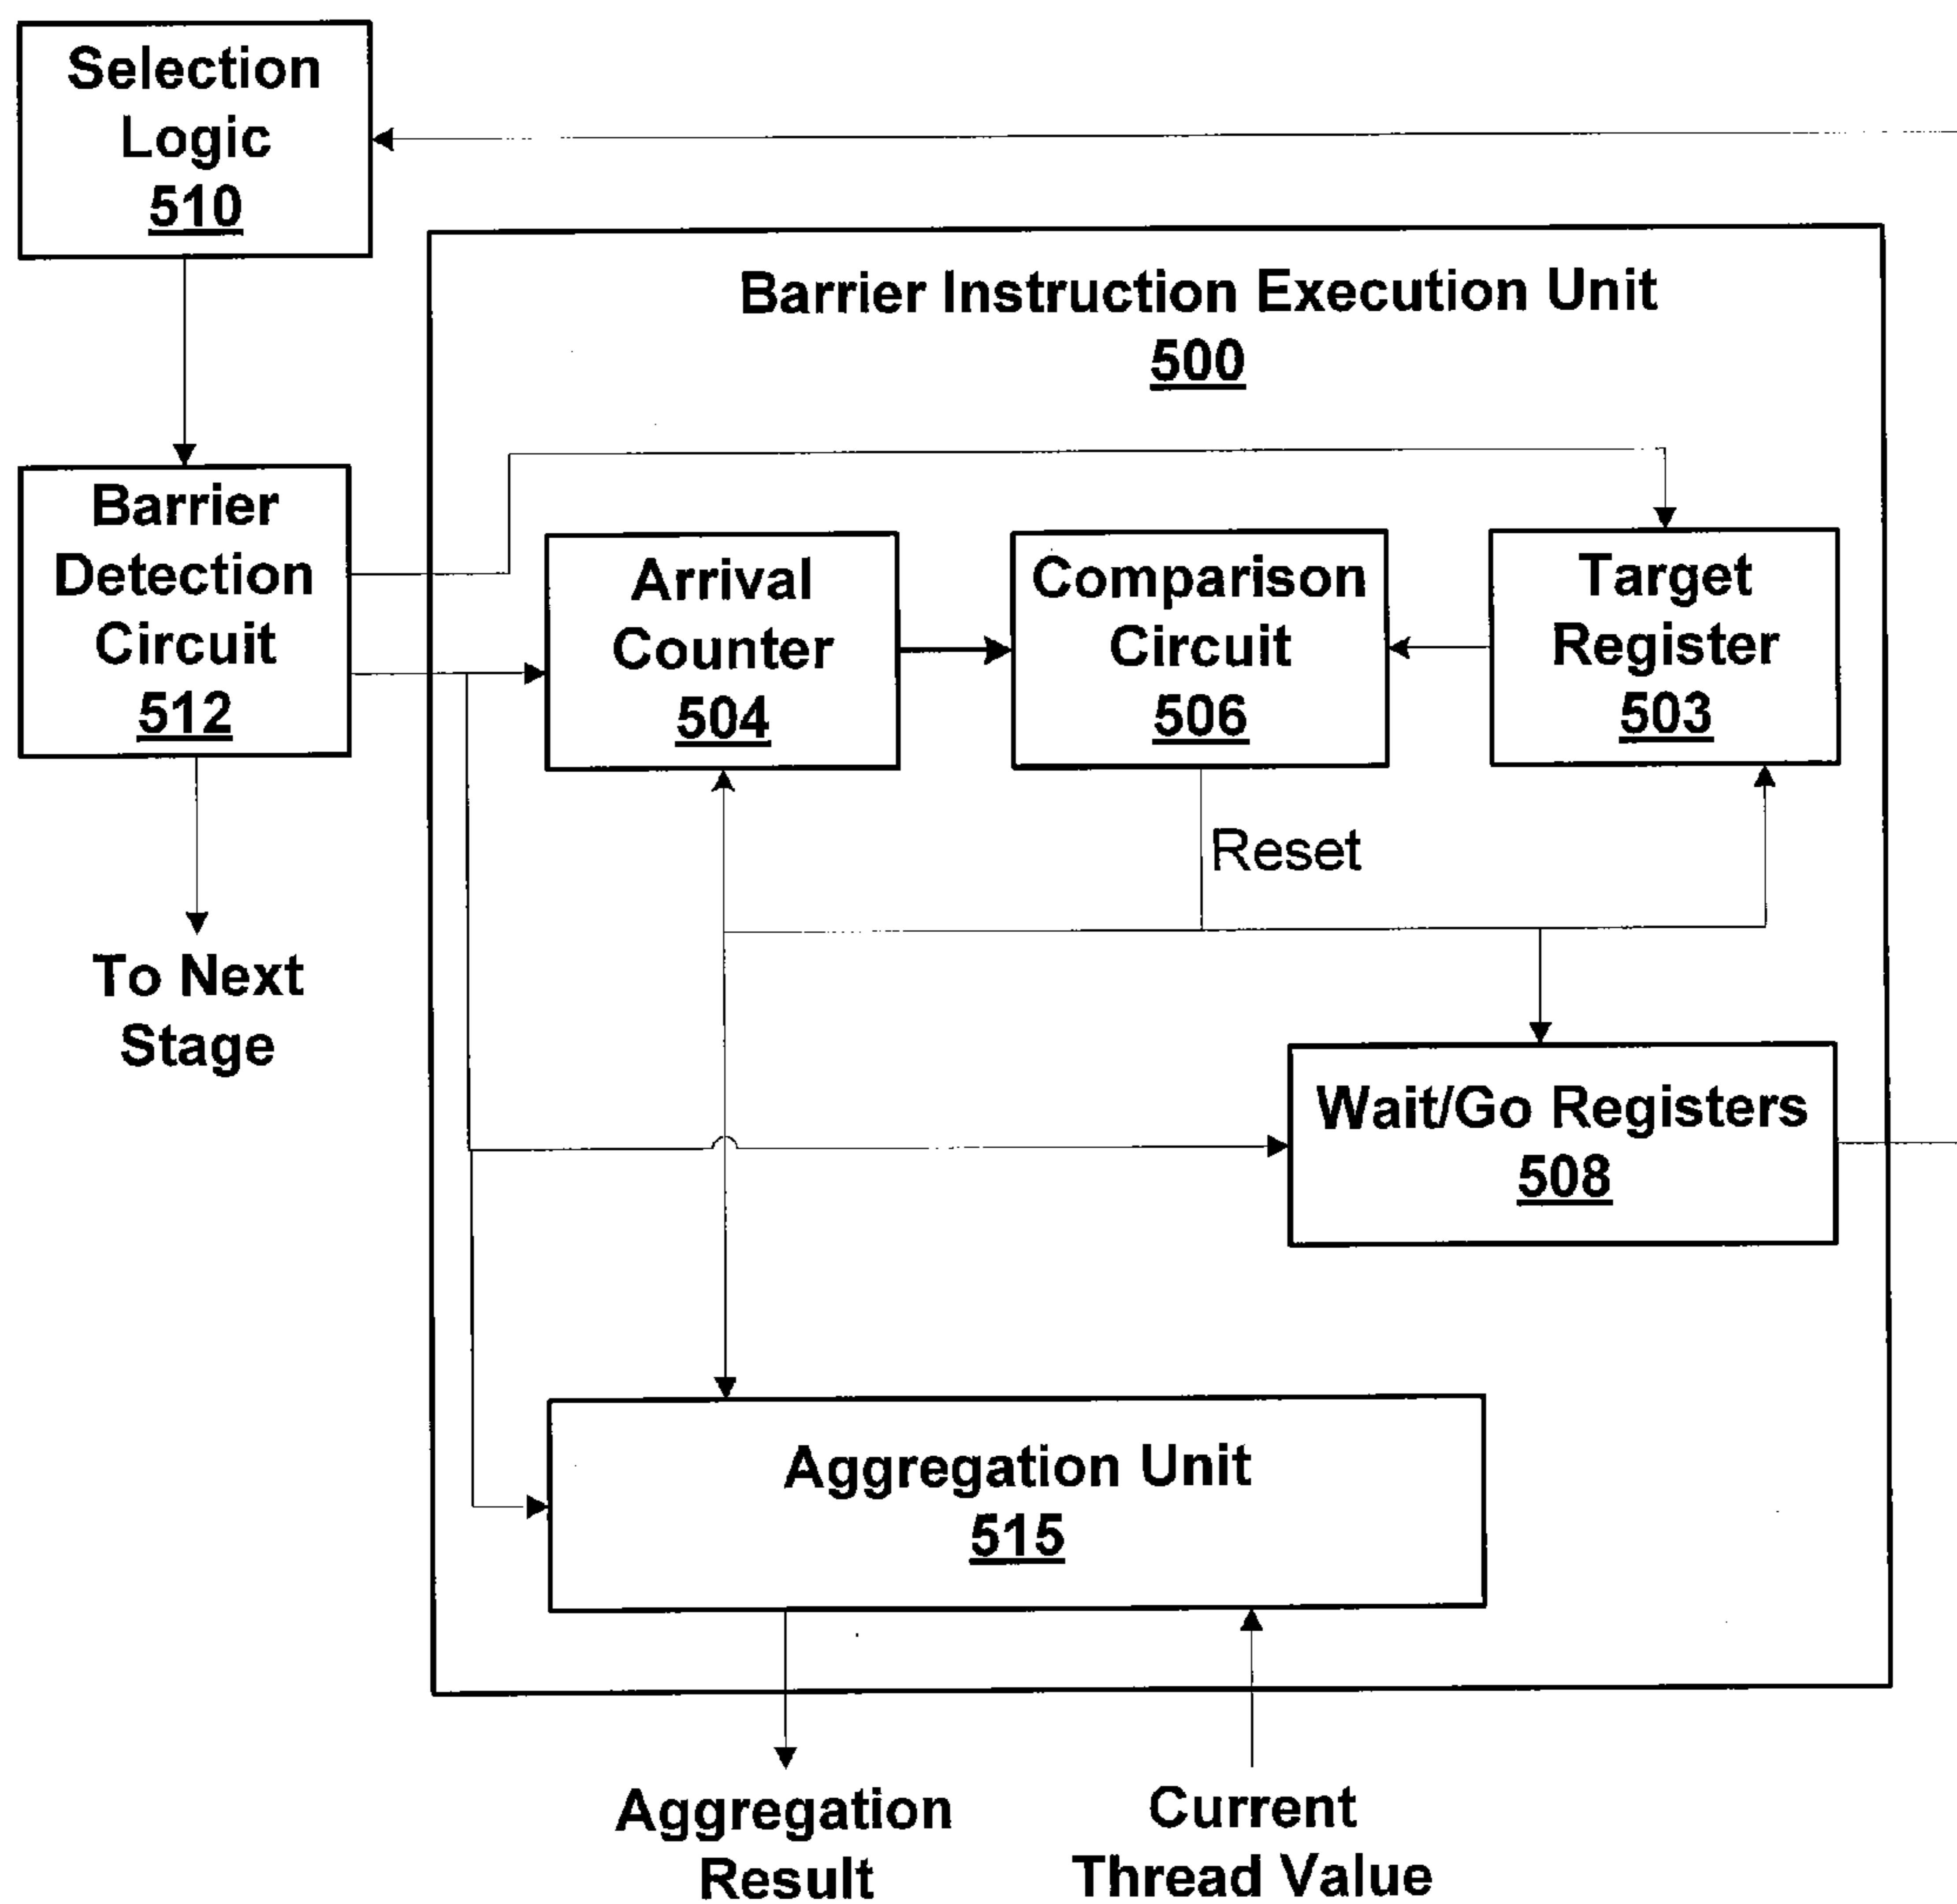 Selection
Logic
510
Barrier Instruction Execution Unit
500
Barrier
Detection
Circuit
512
Arrival
Counter
504
Comparison
Circuit
506
Target
Register
503
Reset
To Next
Stage
Wait/Go Registers
508
Aggregation Unit
515
Aggregation
Result
Current
Thread Value